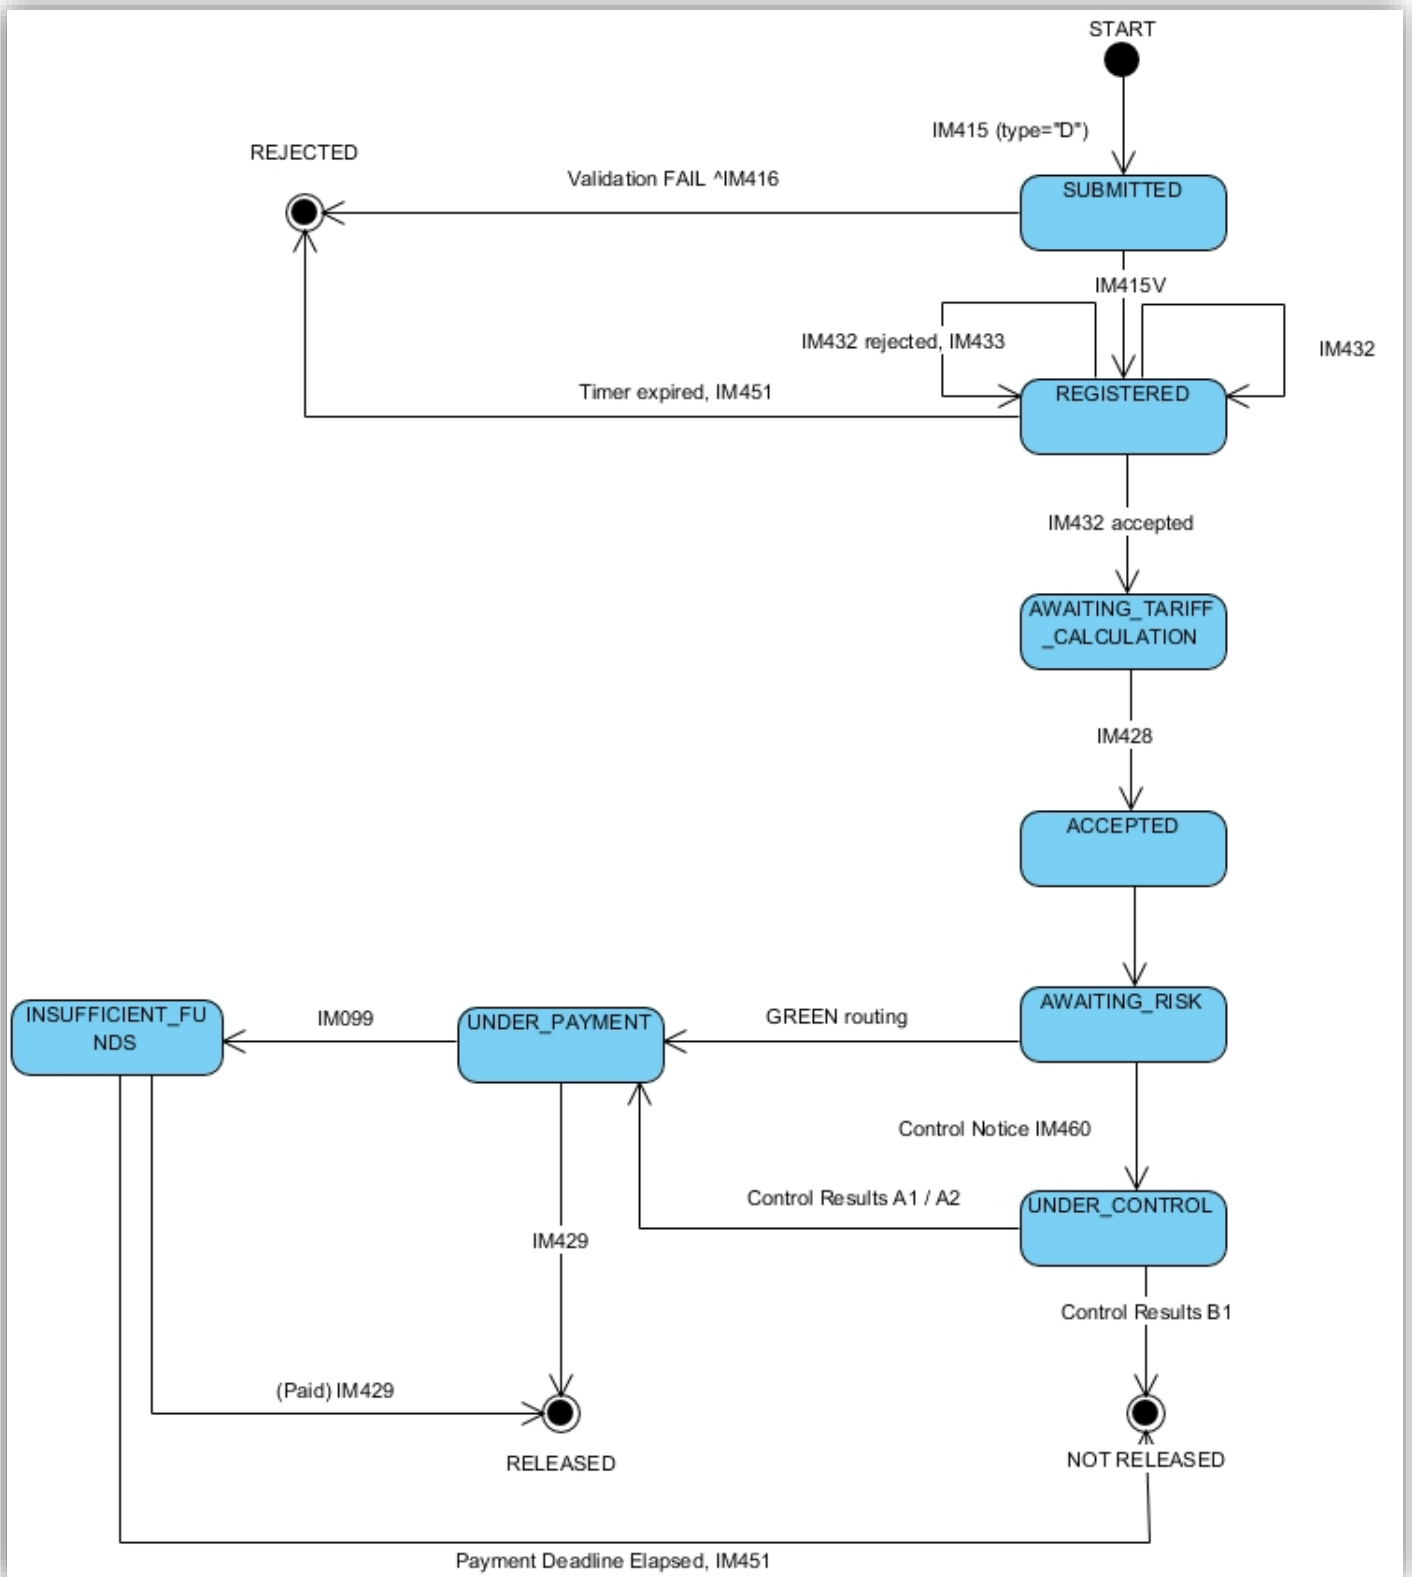 START
IM415 (type="D")
REJECTED
Validation FAIL ^IM416
SUBMITTED
IM415V
IM432 rejected, IM433
IM432
Timer expired, IM451
REGISTERED
IM432 accepted
AWAITING_TARIFF
_CALCULATION
IM428
ACCEPTED
INSUFFICIENT_FU
NDS
IM099
UNDER_PAYMENT
GREEN routing
AWAITING_RISK
Control Notice IM460
Control Results A1 / A2
UNDER_CONTROL
IM429
Control Results B1
(Paid) IM429
RELEASED
NOT RELEASED
Payment Deadline Elapsed, IM451